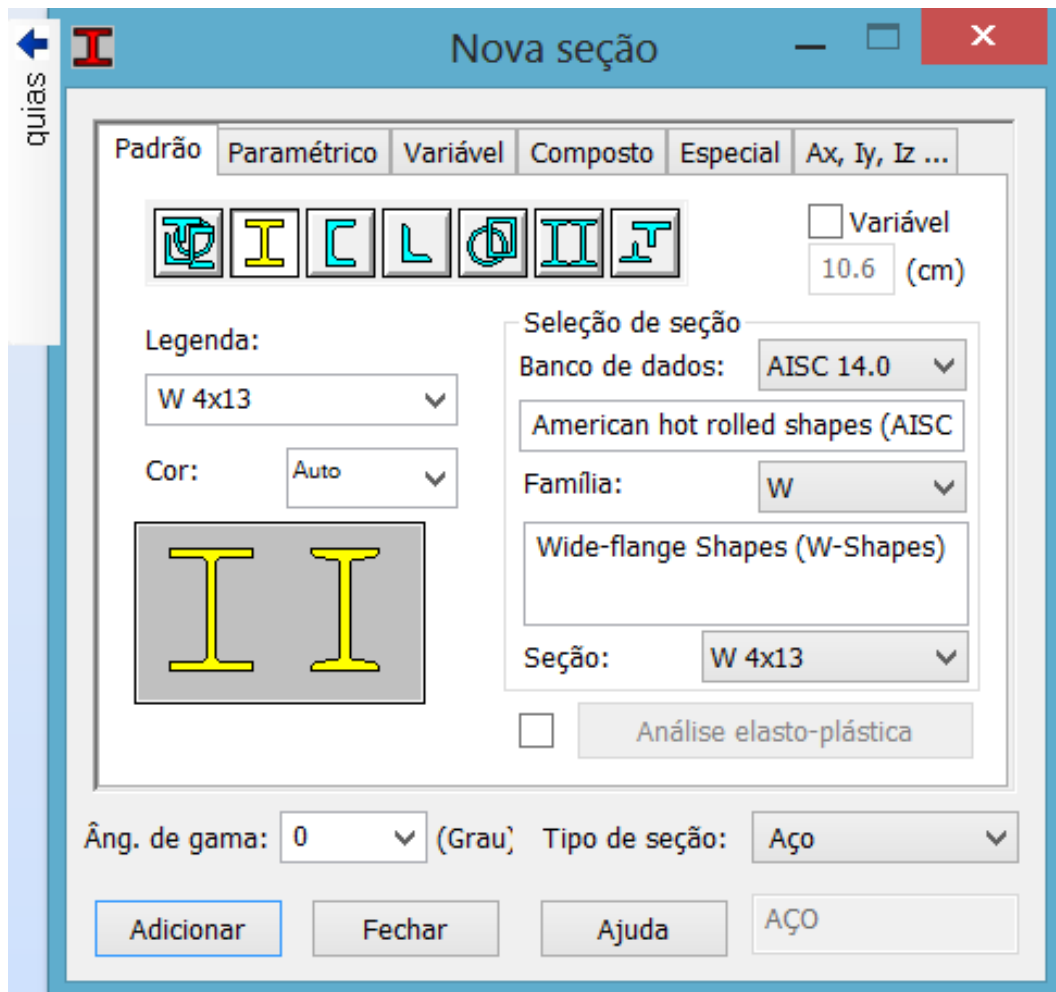 Nova seção
quias
Padrão Paramétrico Variável Composto Especial Ax, Iy, Iz ...
Variável
10.6 (cm)
Legenda:
W 4x13
Cor: Auto
Seleção de seção
Banco de dados: AISC 14.0
American hot rolled shapes (AISC
Família: W
Wide-flange Shapes (W-Shapes)
Seção: W 4x13
Análise elasto-plástica
Âng. de gama: 0 (Grau) Tipo de seção: Aço
Adicionar Fechar Ajuda AÇO